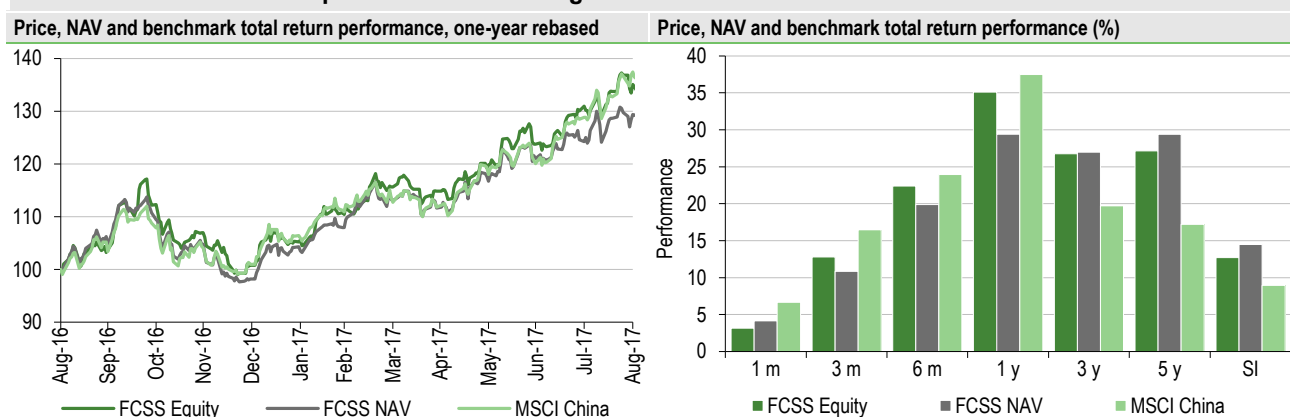 Price, NAV and benchmark total return performance, one-year rebased
Price, NAV and benchmark total return performance (%)
140
130
120
110
100
90
Aug-16
Sep-16
Oct-16
Nov-16
Dec-16
Jan-17
Feb-17
Mar-17
Apr-17
May-17
Jun-17
Jul-17
Aug-17
FCSS Equity
FCSS NAV
MSCI China
Performance
40
35
30
25
20
15
10
5
0
1 m
3 m
6 m
1 y
3 y
5 y
SI
FCSS Equity
FCSS NAV
MSCI China